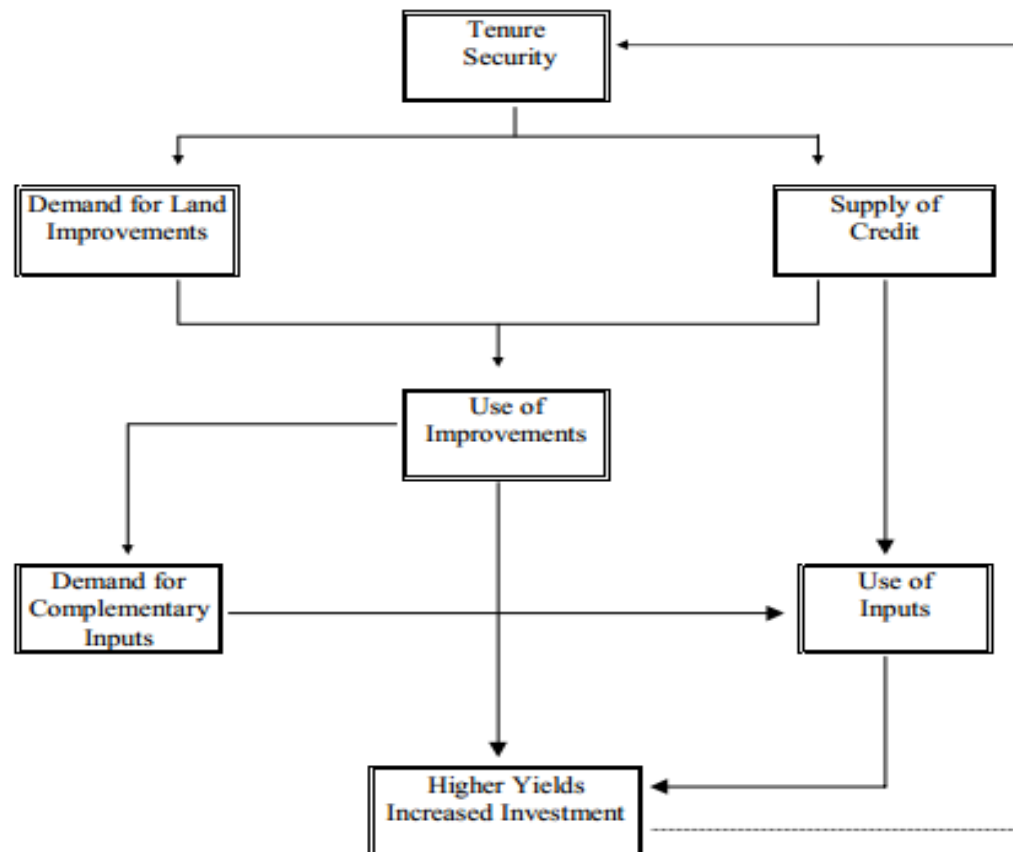 Tenure
Security
Demand for Land
Improvements
Supply of
Credit
Use of
Improvements
Demand for
Complementary
Inputs
Use of
Inputs
Higher Yields
Increased Investment